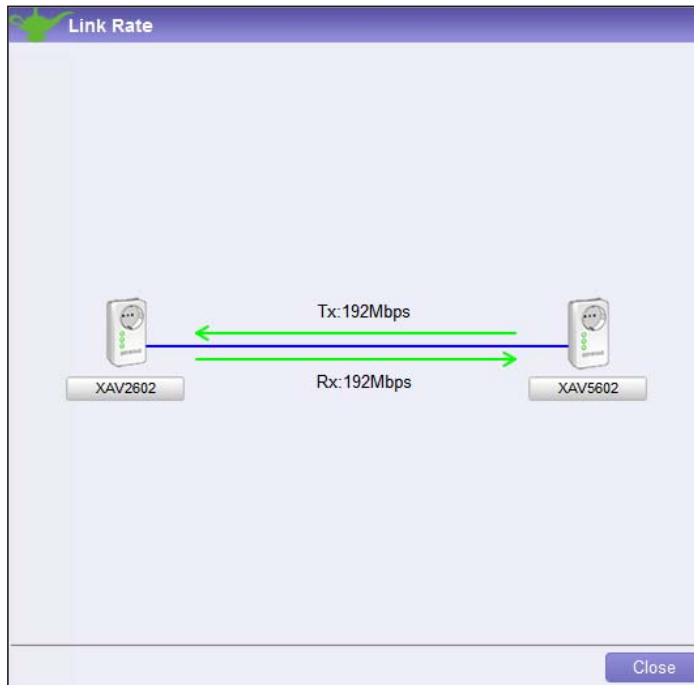 Link Rate
Tx:192Mbps
Rx:192Mbps
XAV2602
XAV5602
Close